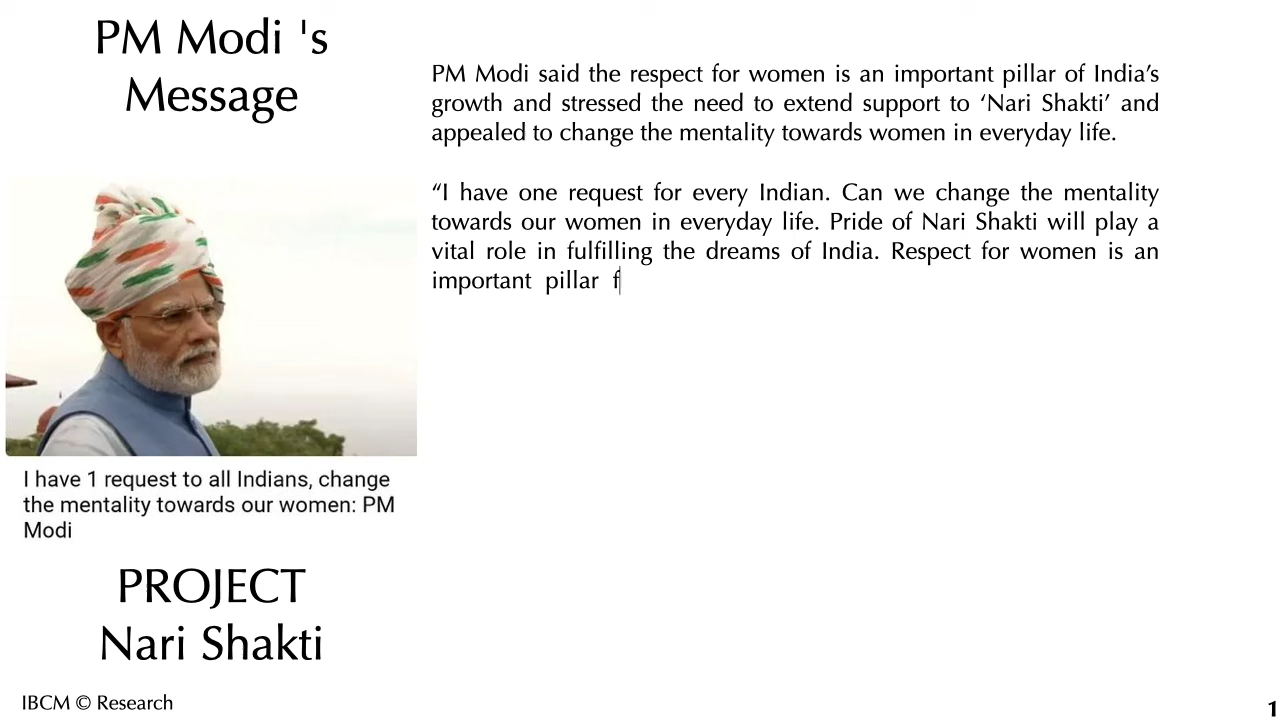 PM Modi 's
Message
PM Modi said the respect for women is an important pillar of India’s
growth and stressed the need to extend support to ‘Nari Shakti’ and
appealed to change the mentality towards women in everyday life.
“I have one request for every Indian. Can we change the mentality
towards our women in everyday life. Pride of Nari Shakti will play a
vital role in fulfilling the dreams of India. Respect for women is an
important pillar f
I have 1 request to all Indians, change
the mentality towards our women: PM
Modi
PROJECT
Nari Shakti
IBCM © Research
1